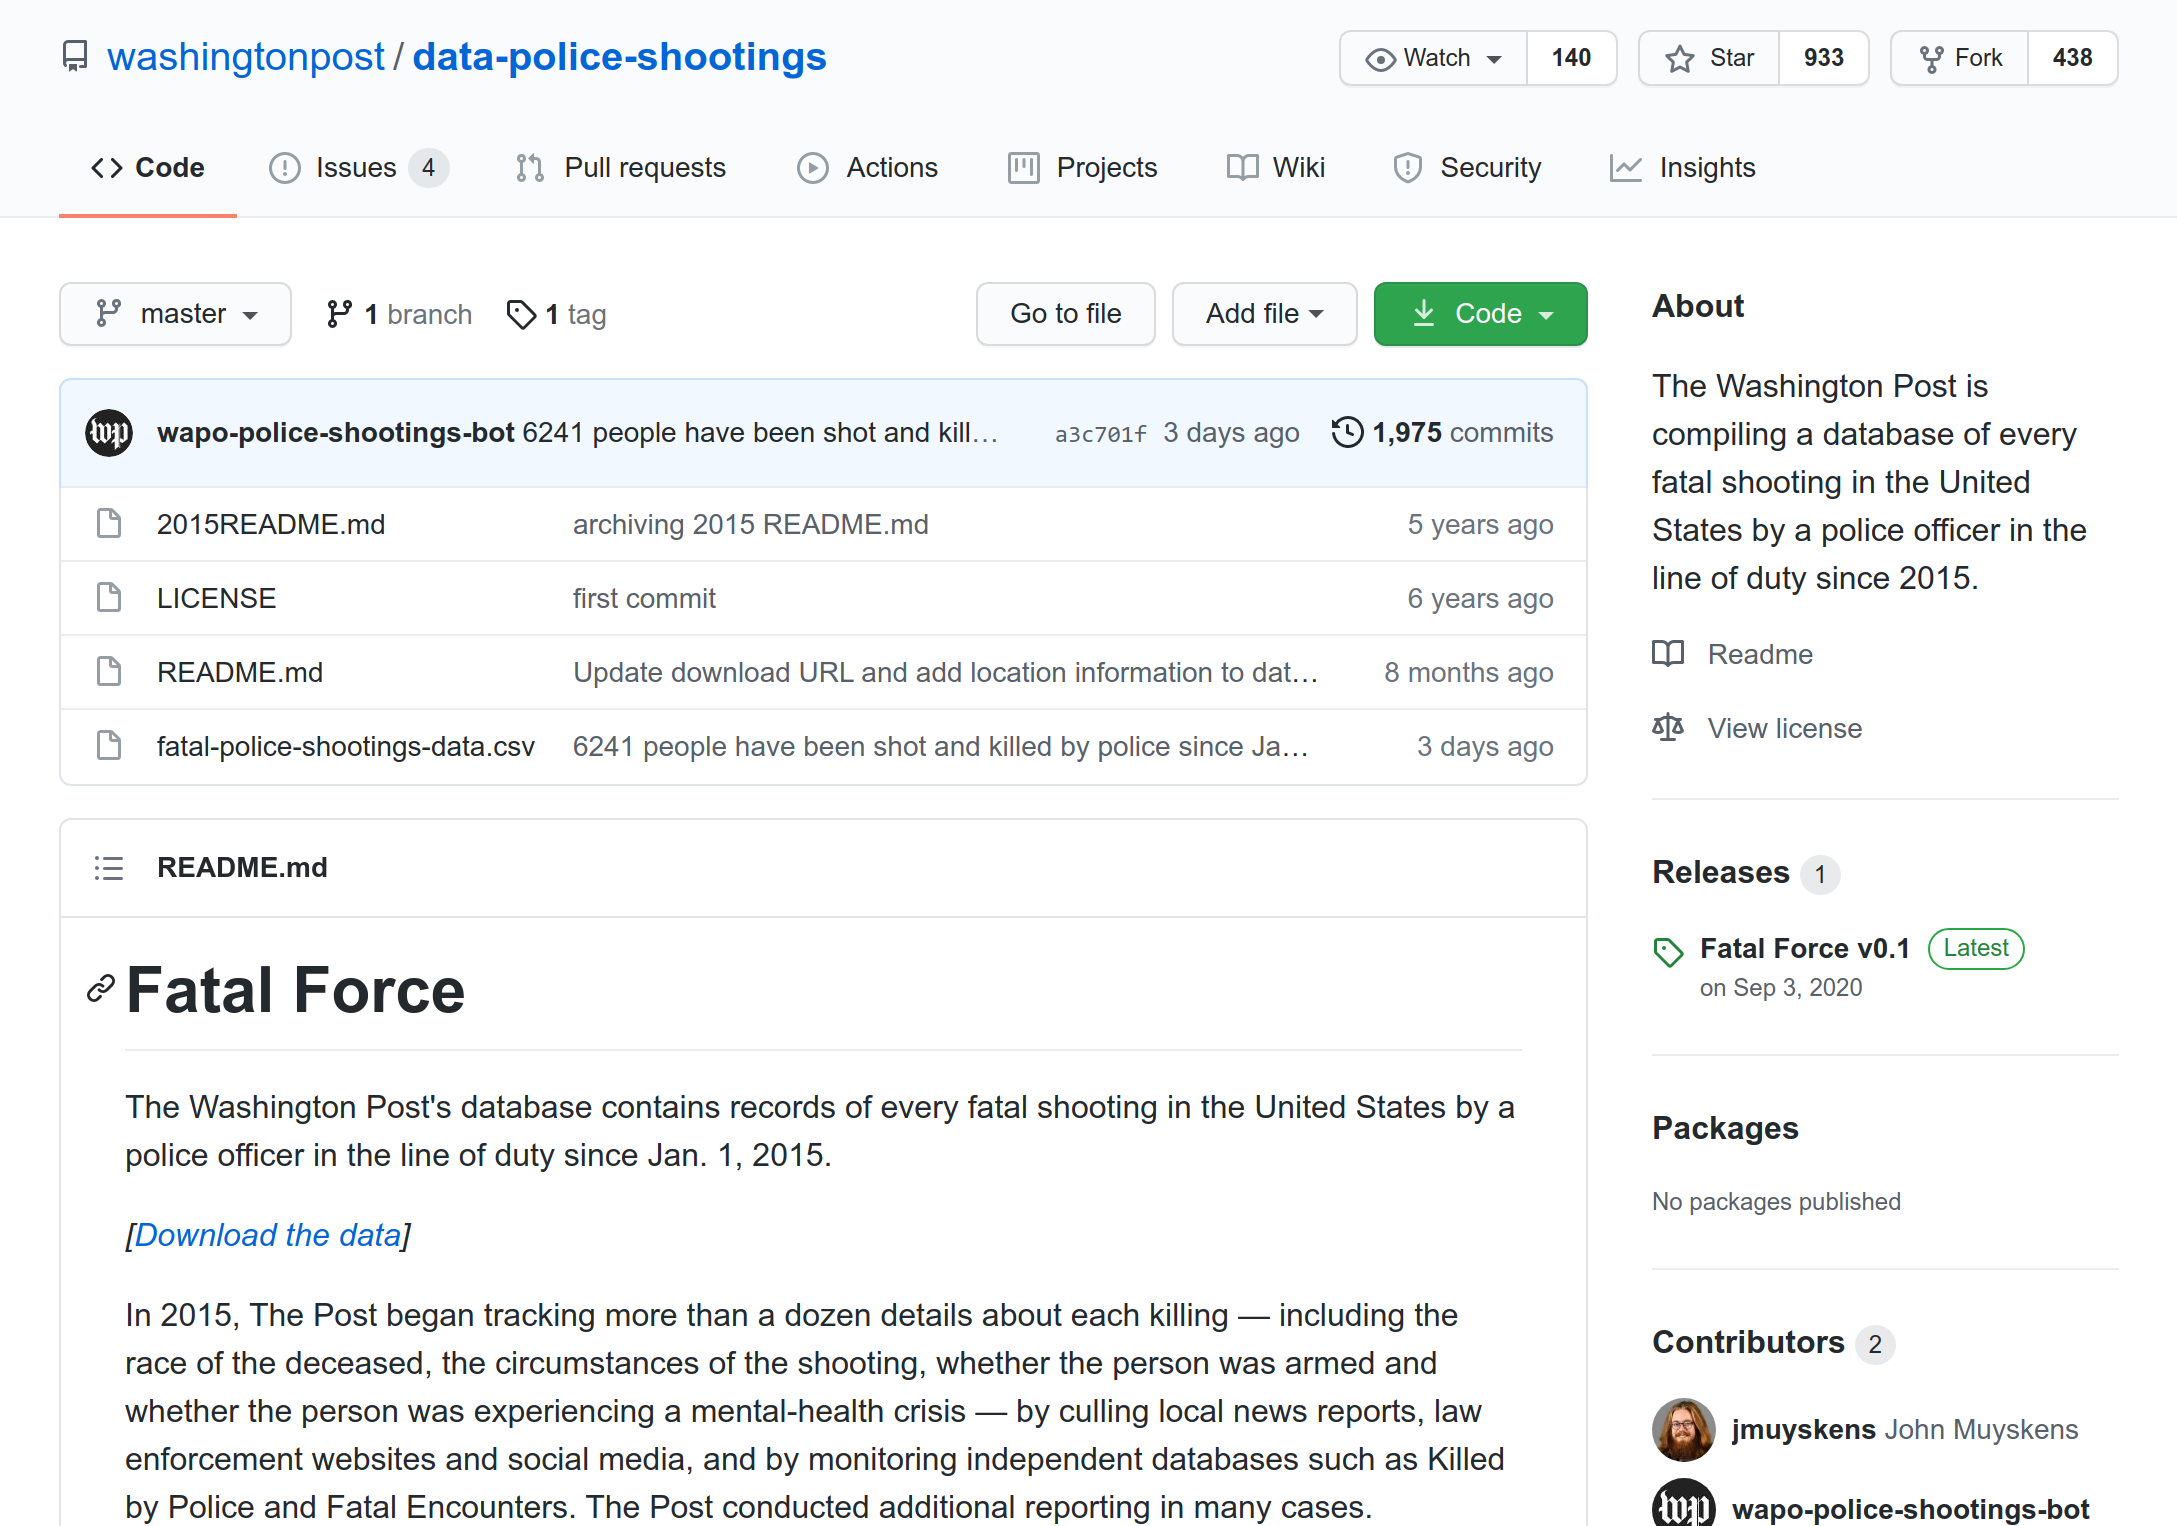 washingtonpost / data-police-shootings
Watch 140 Star 933 Fork 438
Code Issues 4 Pull requests Actions Projects Wiki Security Insights
master 1 branch 1 tag Go to file Add file Code
wp wapo-police-shootings-bot 6241 people have been shot and kill… a3c701f 3 days ago 1,975 commits
2015README.md archiving 2015 README.md 5 years ago
LICENSE first commit 6 years ago
README.md Update download URL and add location information to dat… 8 months ago
fatal-police-shootings-data.csv 6241 people have been shot and killed by police since Ja… 3 days ago
README.md
Fatal Force
The Washington Post's database contains records of every fatal shooting in the United States by a
police officer in the line of duty since Jan. 1, 2015.
[Download the data]
In 2015, The Post began tracking more than a dozen details about each killing — including the
race of the deceased, the circumstances of the shooting, whether the person was armed and
whether the person was experiencing a mental-health crisis — by culling local news reports, law
enforcement websites and social media, and by monitoring independent databases such as Killed
by Police and Fatal Encounters. The Post conducted additional reporting in many cases.
About
The Washington Post is
compiling a database of every
fatal shooting in the United
States by a police officer in the
line of duty since 2015.
Readme
View license
Releases 1
Fatal Force v0.1 Latest
on Sep 3, 2020
Packages
No packages published
Contributors 2
jmuyskens John Muyskens
wp wapo-police-shootings-bot